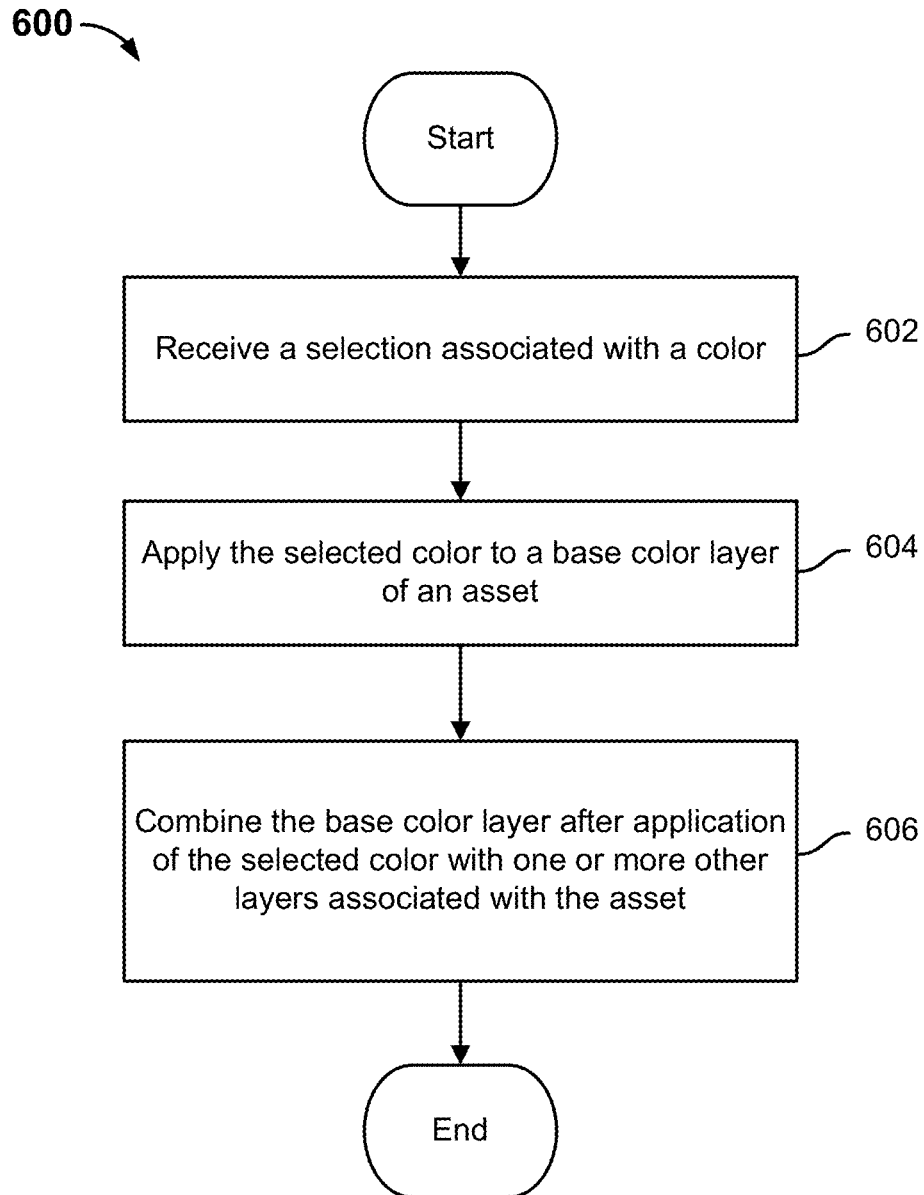 600
Start
Receive a selection associated with a color
602
Apply the selected color to a base color layer
of an asset
604
Combine the base color layer after application
of the selected color with one or more other
layers associated with the asset
606
End